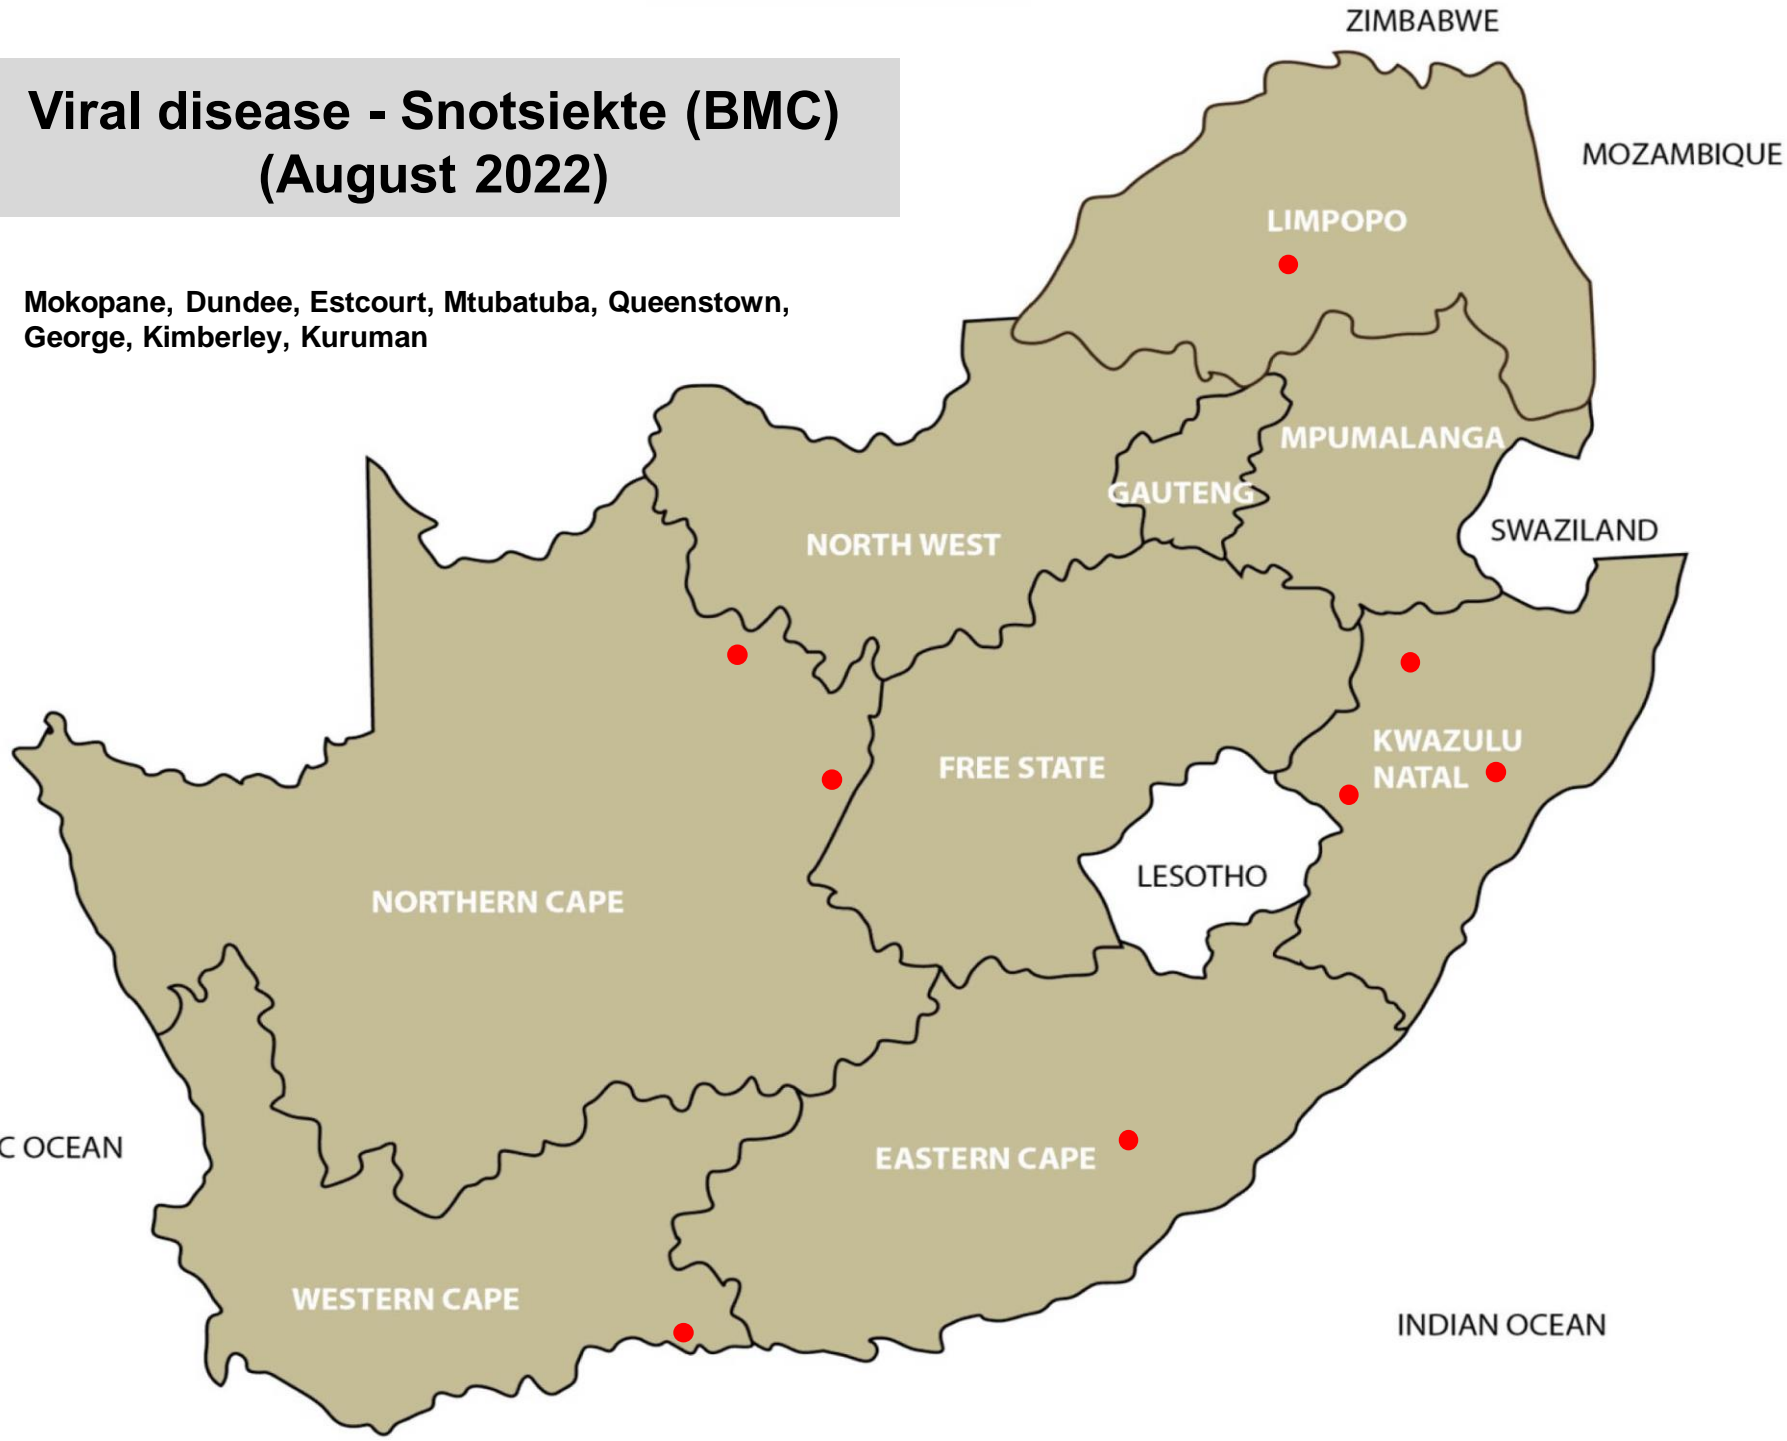 ZIMBABWE
Viral disease - Snotsiekte (BMC)
(August 2022)
MOZAMBIQUE
LIMPOPO
Mokopane, Dundee, Estcourt, Mtubatuba, Queenstown,
George, Kimberley, Kuruman
MPUMALANGA
GAUTENG
NORTH WEST
SWAZILAND
KWAZULU
NATAL
FREE STATE
LESOTHO
NORTHERN CAPE
C OCEAN
EASTERN CAPE
WESTERN CAPE
INDIAN OCEAN